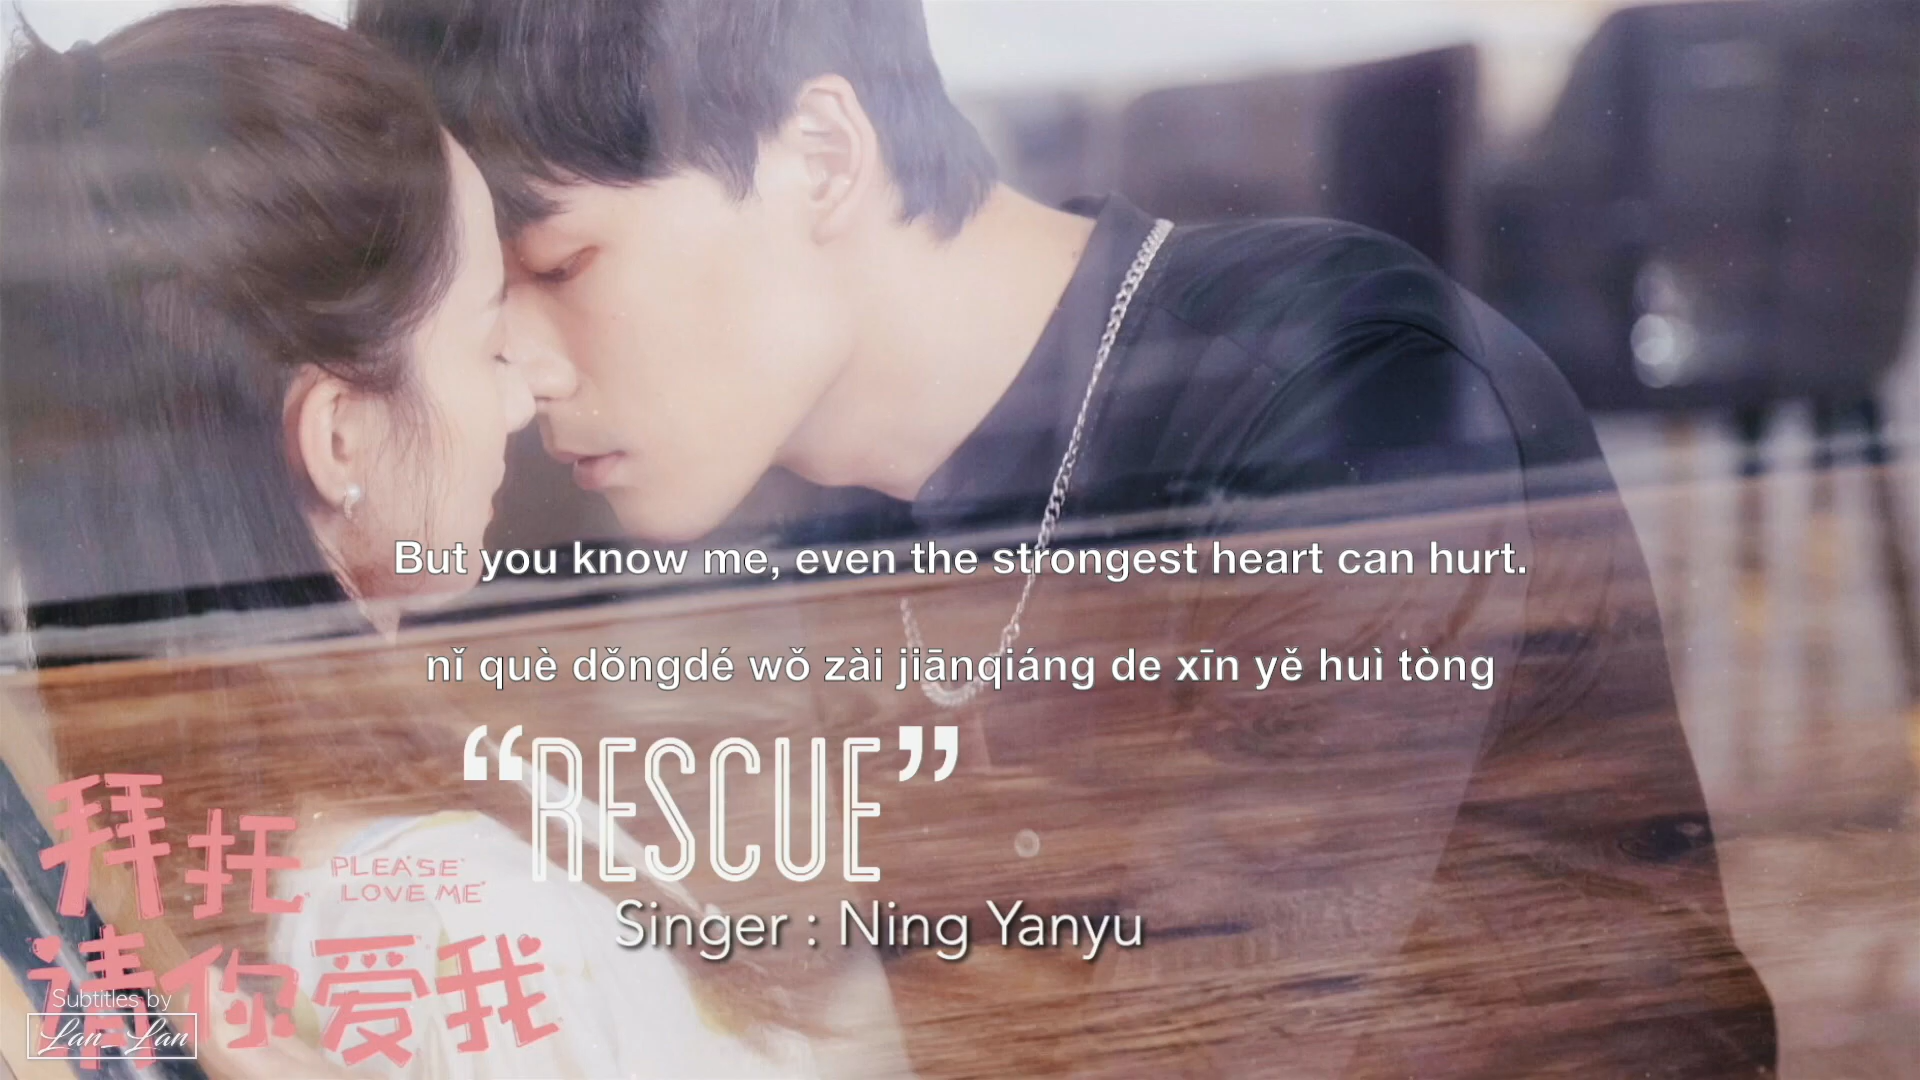 But you know me, even the strongest heart can hurt.
nǐ què dǒngdé wǒ zài jiānqiáng de xīn yě huì tòng
“RESCUE”
Singer : Ning Yanyu
拜托
PLEASE
LOVE ME
请你爱我
Subtitles by
Lan_Lan